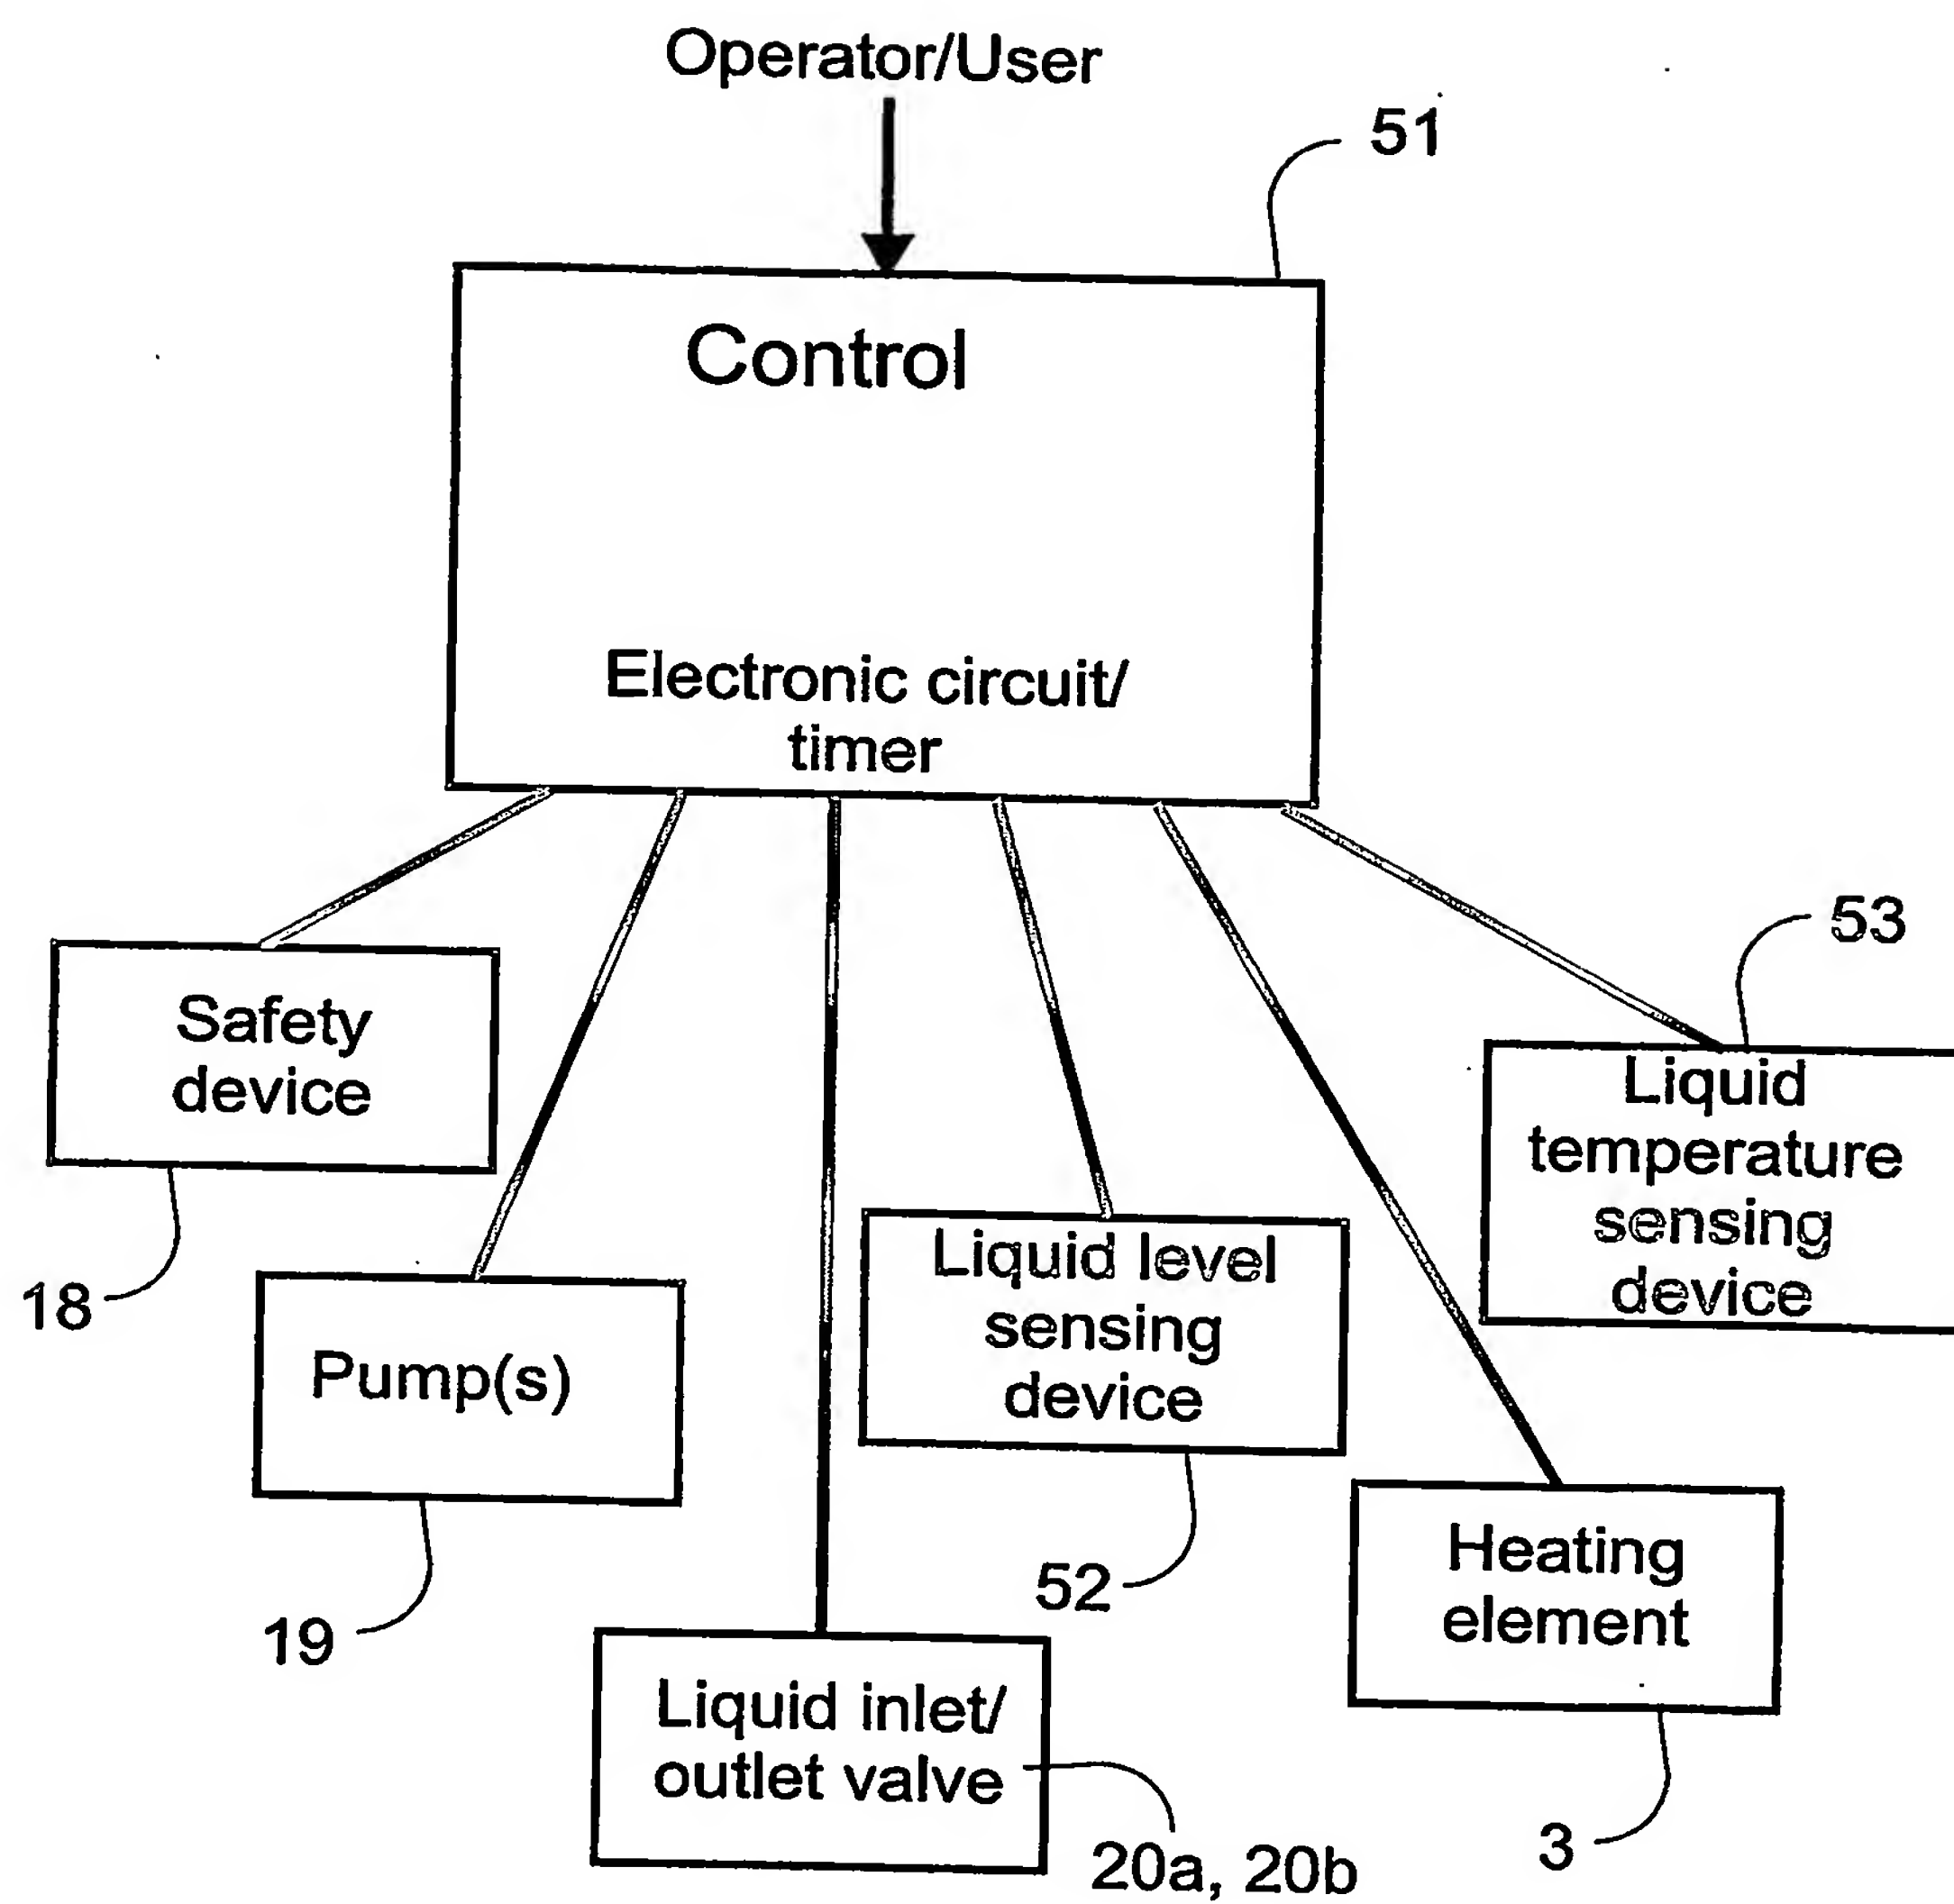 Operator/User
51
Control
Electronic circuit/
timer
53
Safety
device
Liquid
temperature
sensing
device
18
Liquid level
sensing
device
Pump(s)
52
Heating
element
19
Liquid inlet/
outlet valve
3
20a, 20b